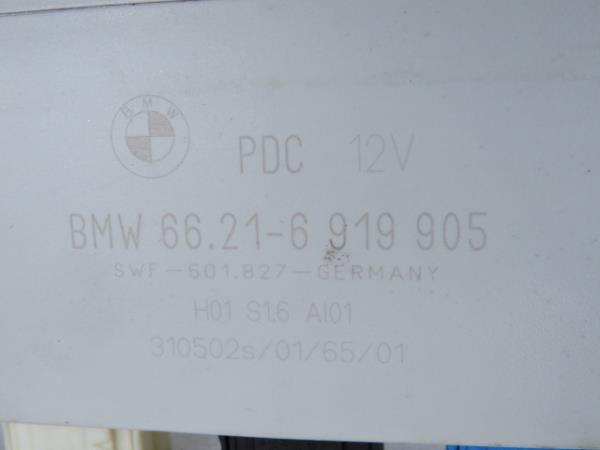 BMW
PDC 12V
BMW 66.21-6 919 905
SWF-601.827-GERMANY
H01 S1.6 AI01
310502s/01/65/01